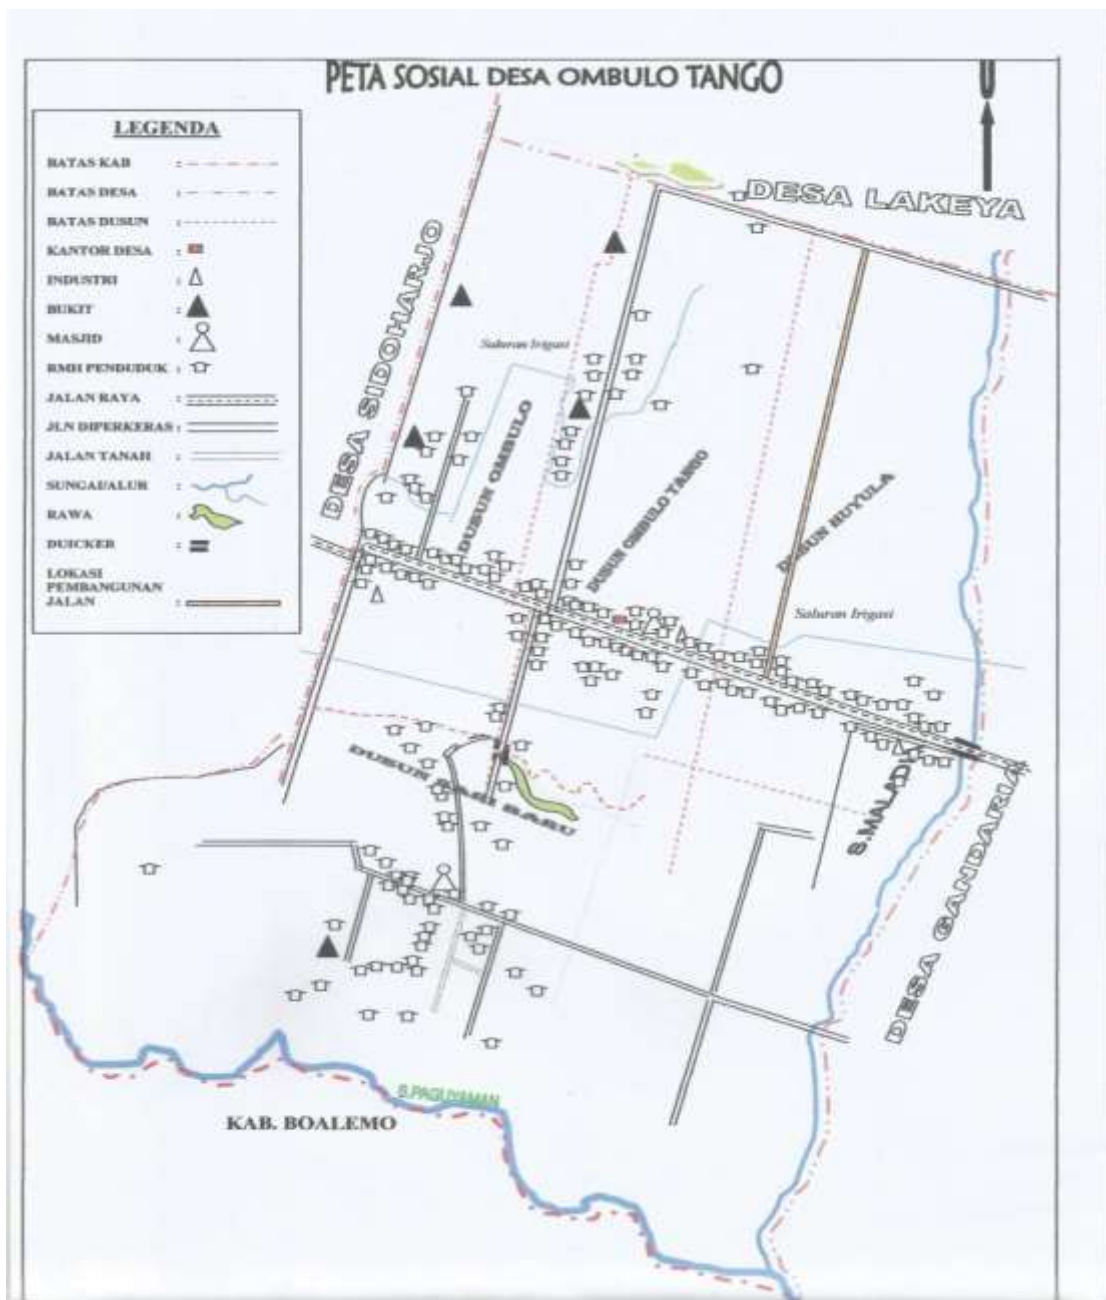 PETA SOSIAL DESA OMBULO TANGO
U
LEGENDA
BATAS KAB :
BATAS DESA :
BATAS DUSUN :
KANTOR DESA :
INDUSTRI :
BUKIT :
MASJID :
RMH PENDUDUK :
JALAN RAYA :
JLN DIPERKERAS :
JALAN TANAH :
SUNGAI/ALUR :
RAWA :
DUICKER :
LOKASI
PEMBANGUNAN
JALAN :
DESA LAKEYA
DESA SIDOHARJO
Saluran Irigasi
DUSUN OMBULO
DUSUN OMBULO TANGO
DUSUN HUYULA
Saluran Irigasi
DUSUN SARI BARU
S.MALADI
DESA GANDARIA
S.PAGUYAMAN
KAB. BOALEMO